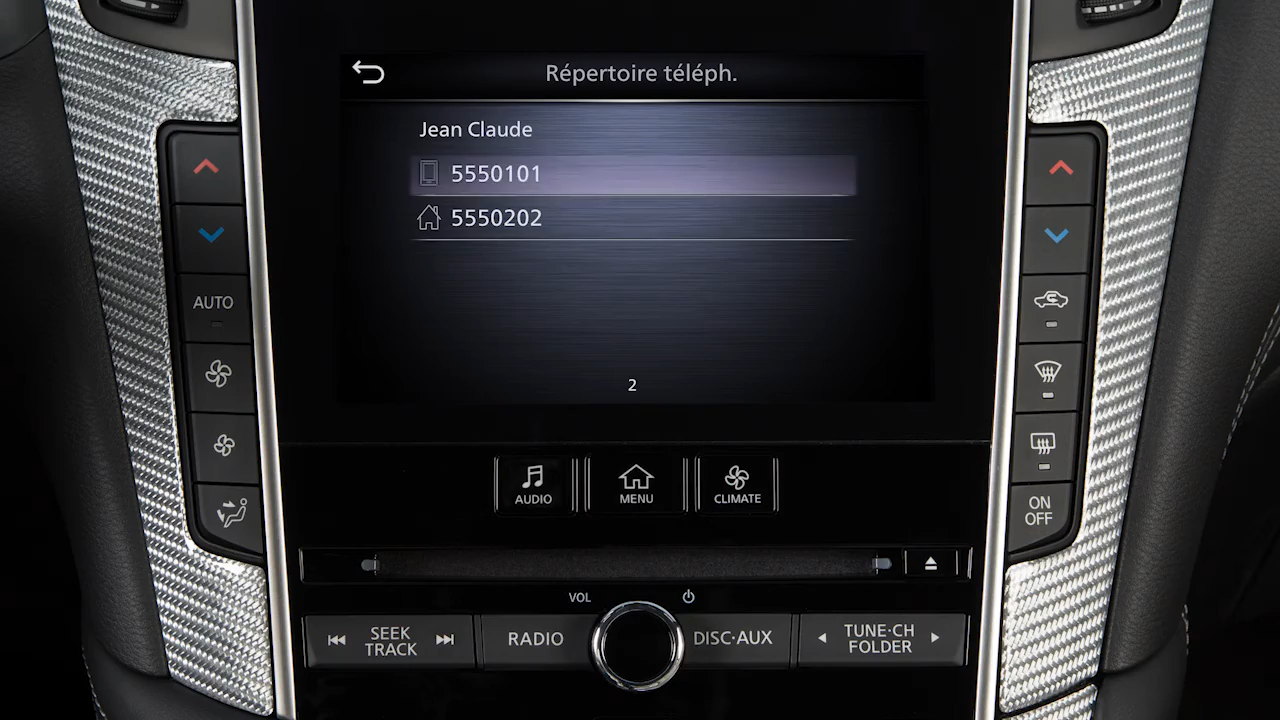 Répertoire téléph.
Jean Claude
5550101
5550202
2
AUTO
ON
OFF
AUDIO
MENU
CLIMATE
VOL
SEEK
TRACK
RADIO
DISC·AUX
TUNE·CH
FOLDER